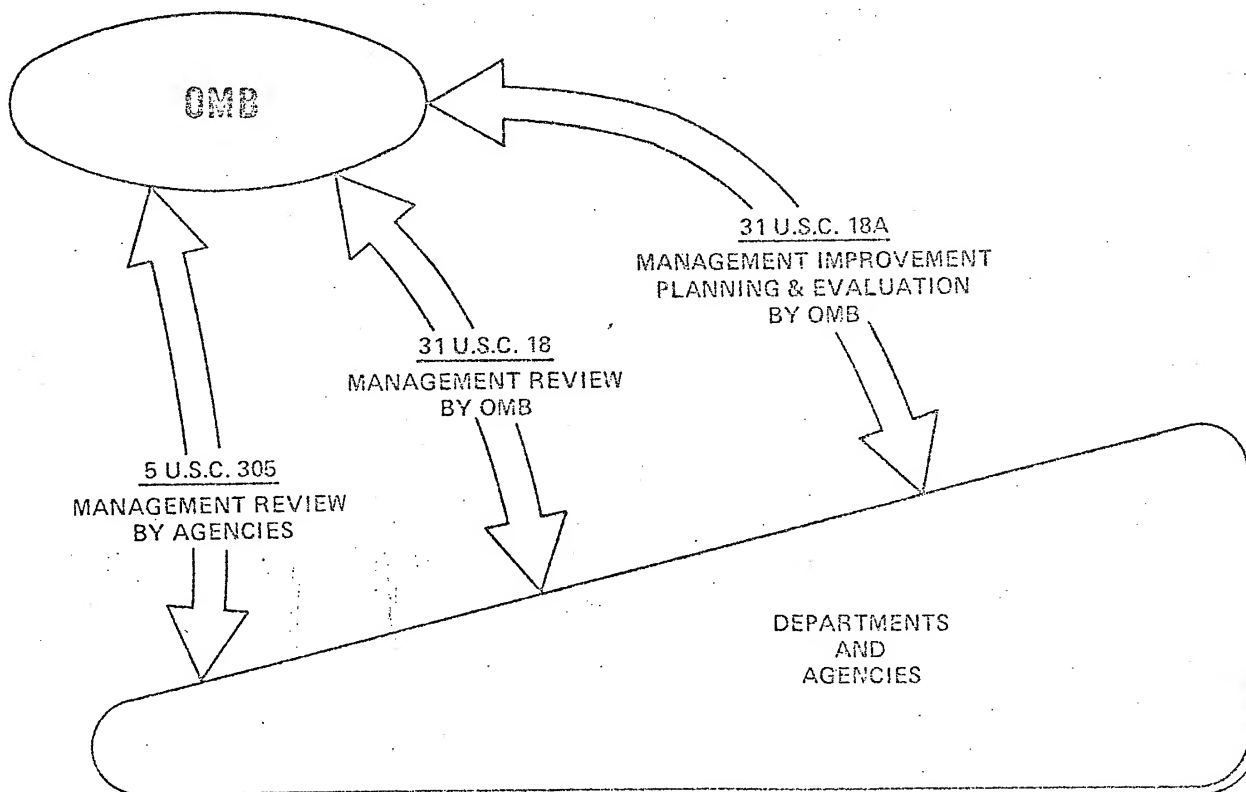 OMB
31 U.S.C. 18A
MANAGEMENT IMPROVEMENT
PLANNING & EVALUATION
BY OMB
31 U.S.C. 18
MANAGEMENT REVIEW
BY OMB
5 U.S.C. 305
MANAGEMENT REVIEW
BY AGENCIES
DEPARTMENTS
AND
AGENCIES